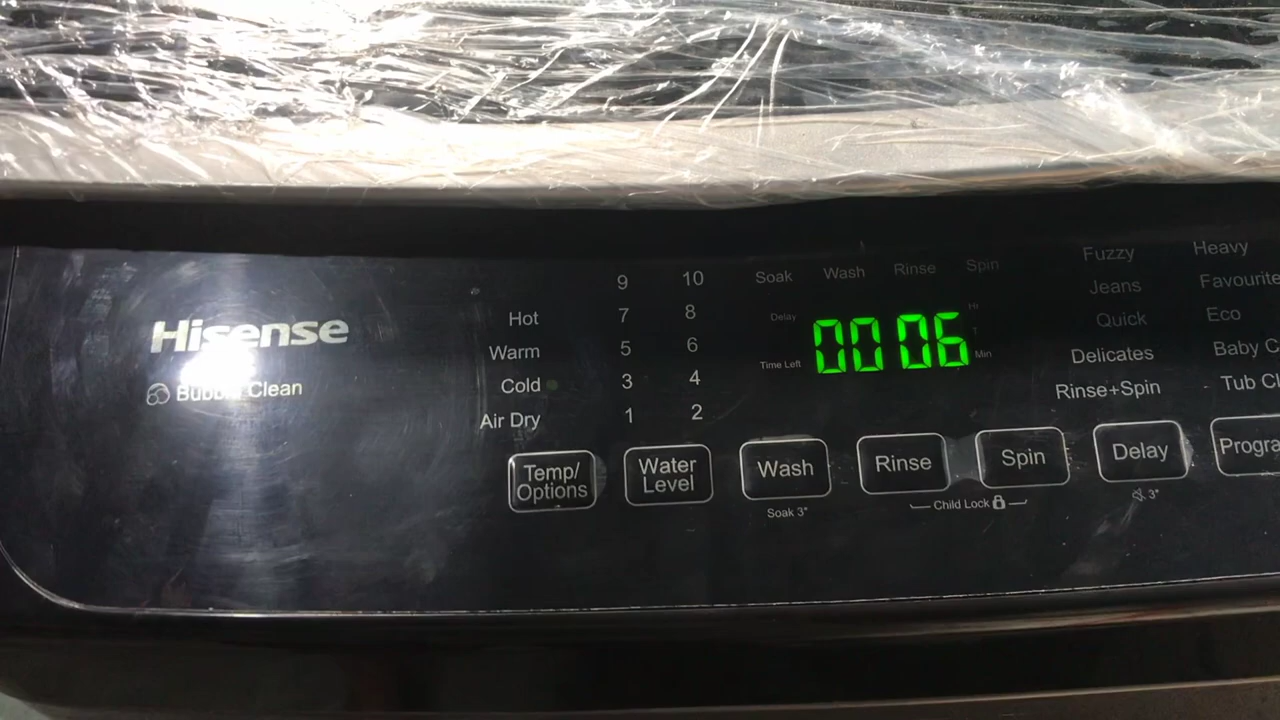 Hisense
Bubble Clean
Hot
Warm
Cold
Air Dry
9 10
7 8
5 6
3 4
1 2
Soak Wash Rinse Spin
Delay
Time Left
00 06
Hr
Min
Fuzzy
Jeans
Quick
Delicates
Rinse+Spin
Heavy
Favourite
Eco
Baby C
Tub Cl
Temp/
Options
Water
Level
Wash
Rinse
Spin
Delay
Progra
Soak 3"
Child Lock
3"